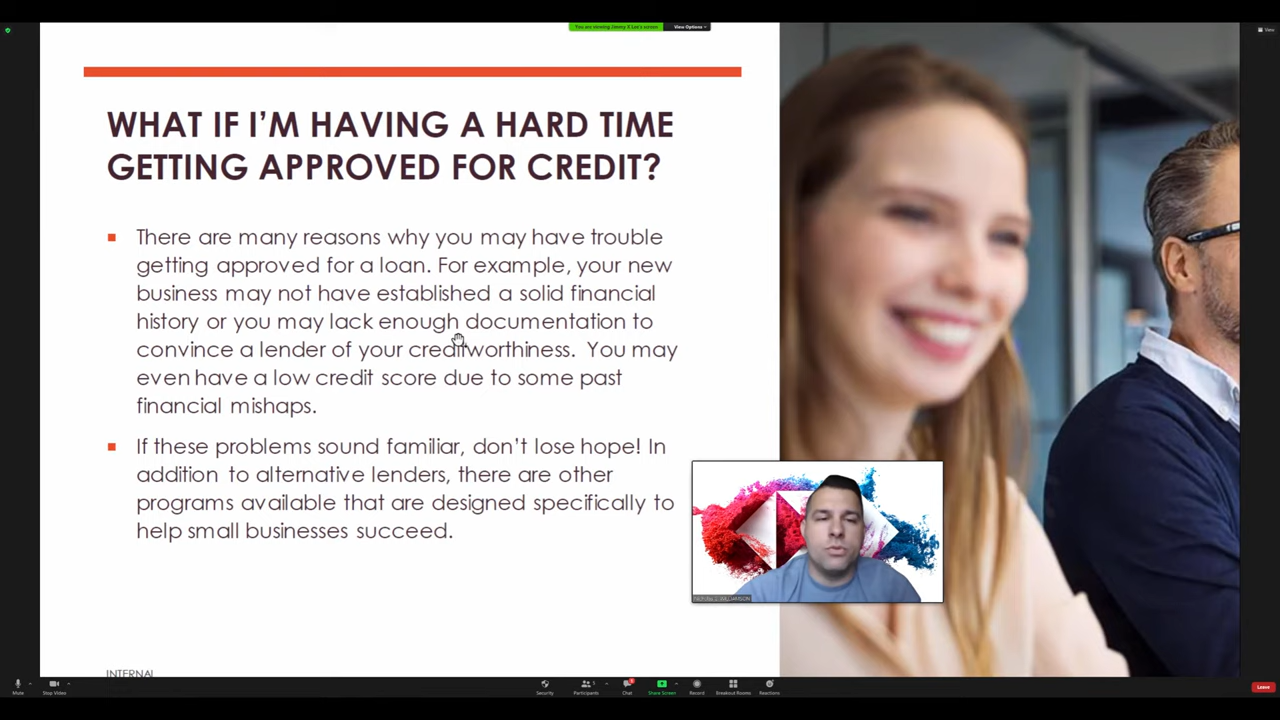 You are viewing Jimmy X Lee's screen
View Options
View
WHAT IF I'M HAVING A HARD TIME
GETTING APPROVED FOR CREDIT?
There are many reasons why you may have trouble
getting approved for a loan. For example, your new
business may not have established a solid financial
history or you may lack enough documentation to
convince a lender of your creditworthiness. You may
even have a low credit score due to some past
financial mishaps.
If these problems sound familiar, don't lose hope! In
addition to alternative lenders, there are other
programs available that are designed specifically to
help small businesses succeed.
WILLIAMSON
INTERNAL
Mute
Stop Video
Security
Participants
Chat
Share Screen
Record
Breakout Rooms
Reactions
Leave